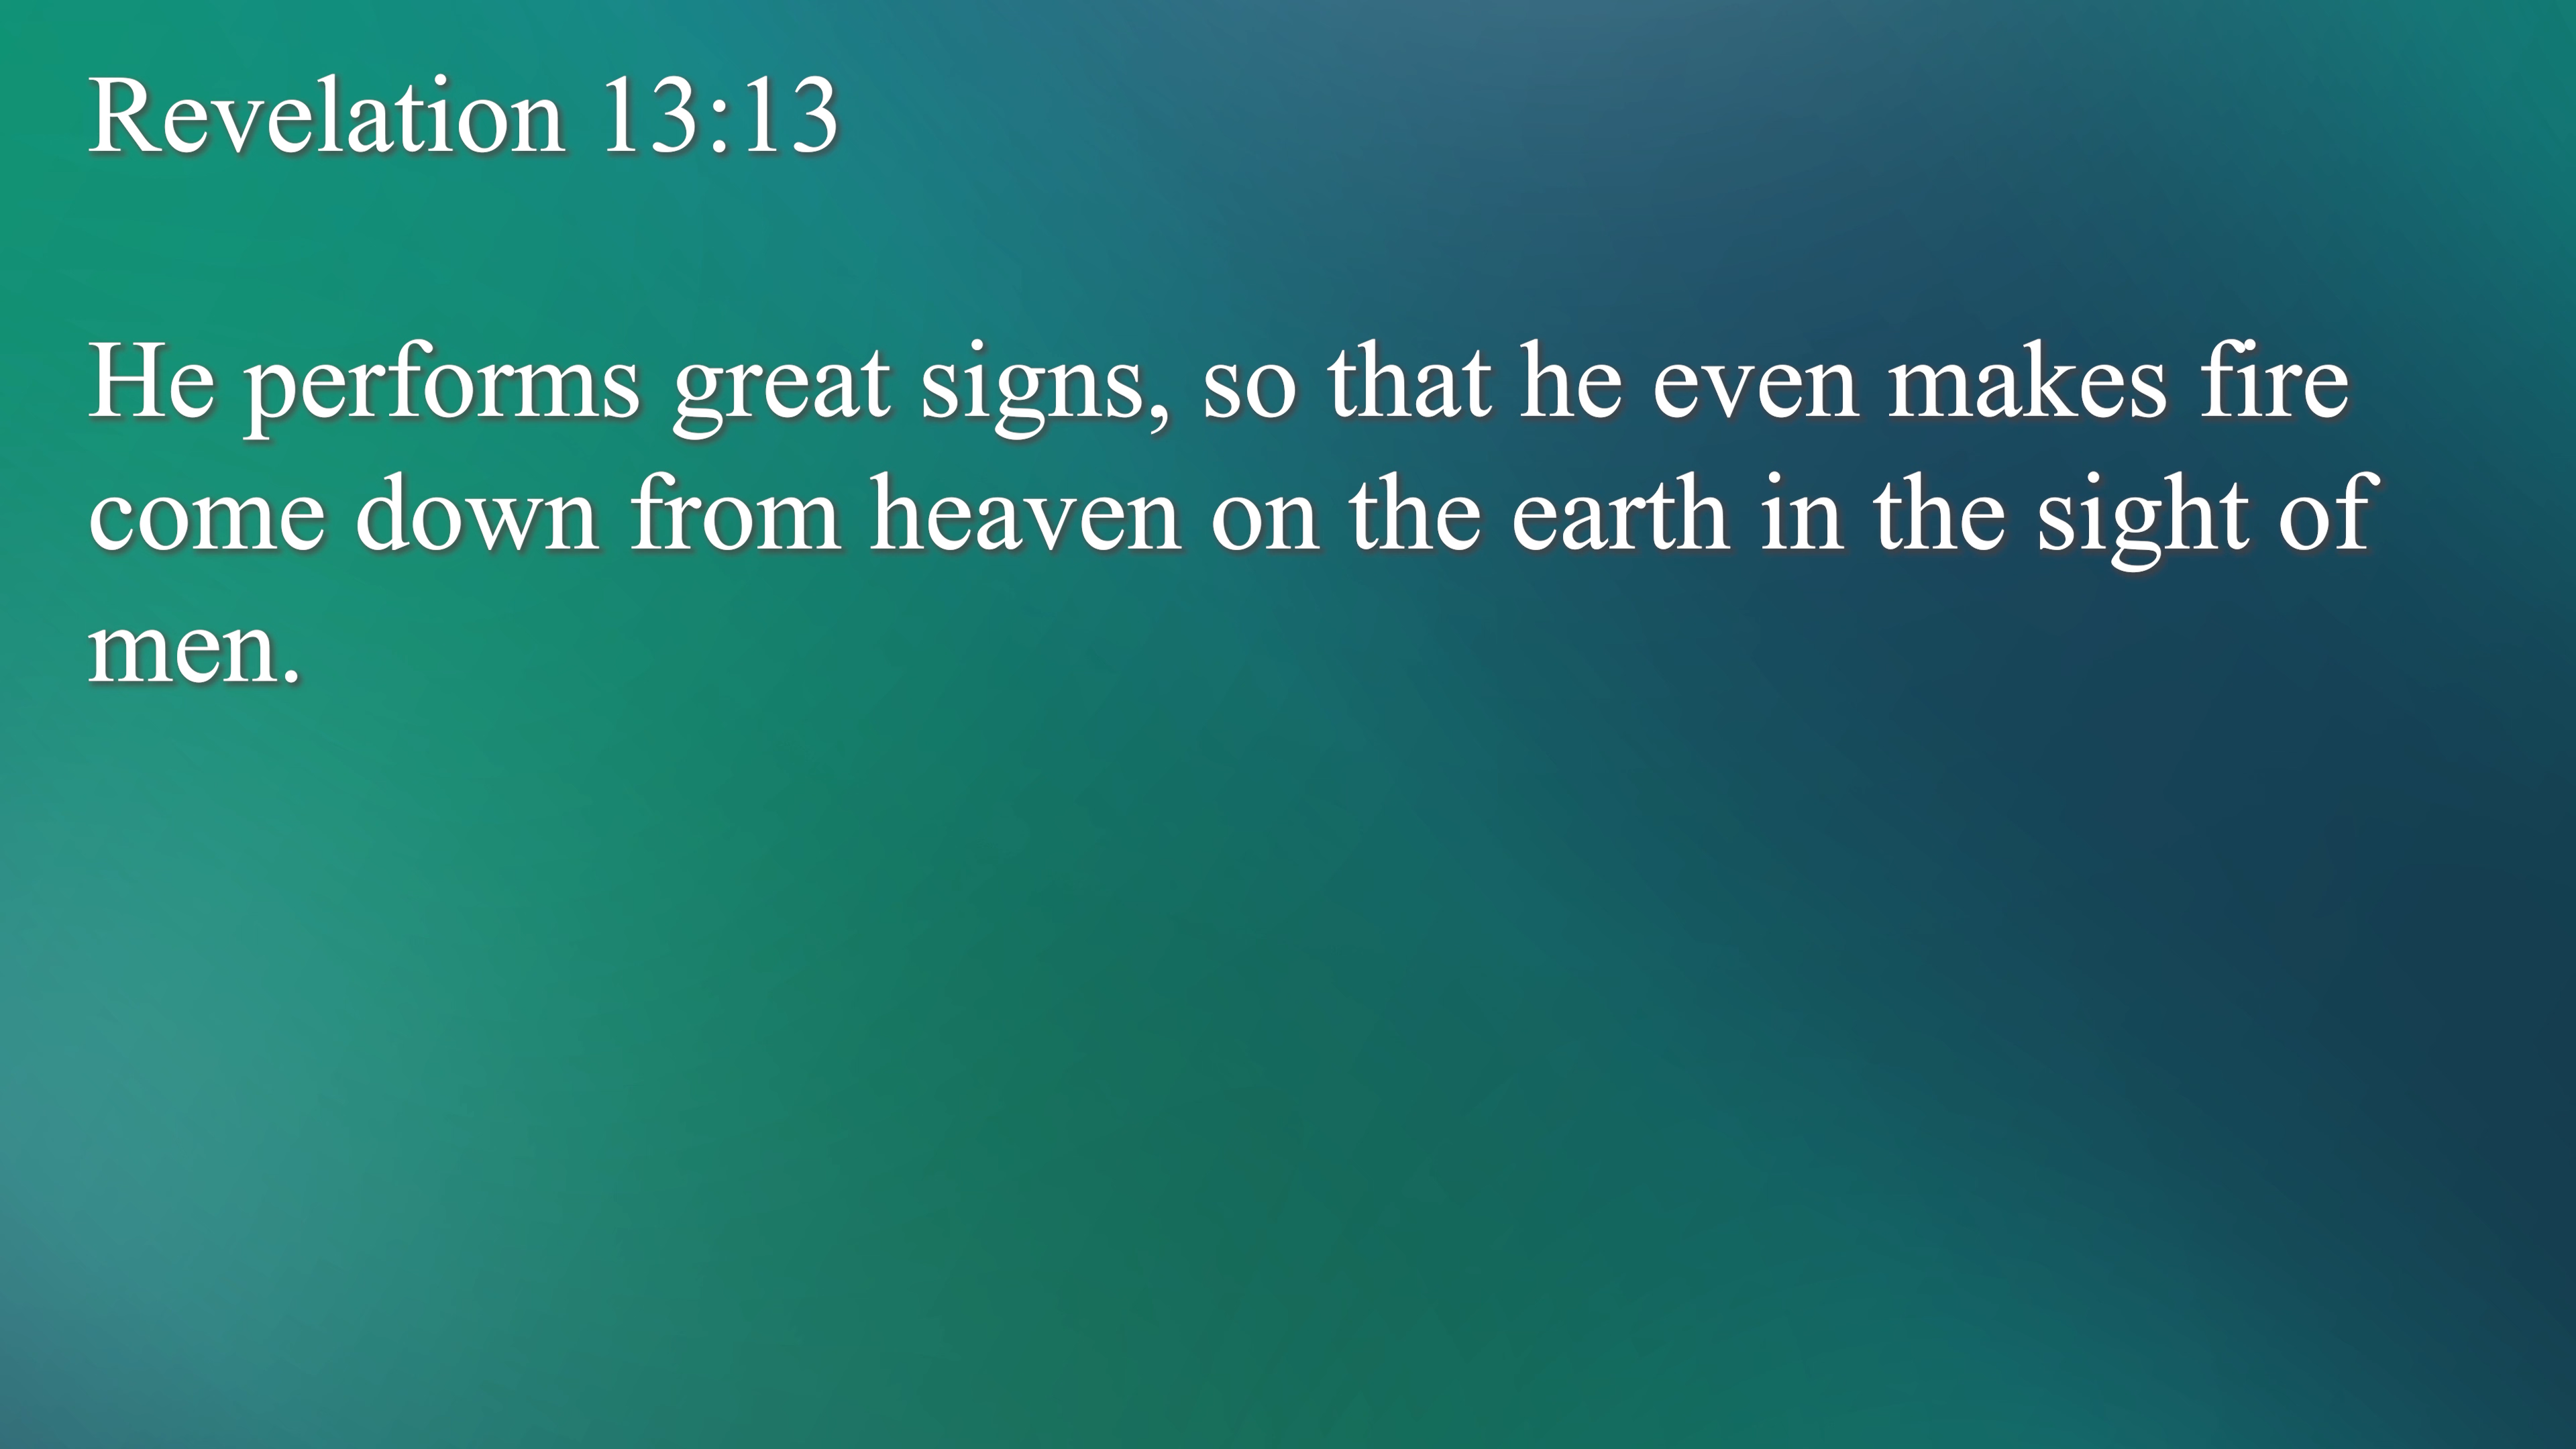 Revelation 13:13
He performs great signs, so that he even makes fire
come down from heaven on the earth in the sight of
men.